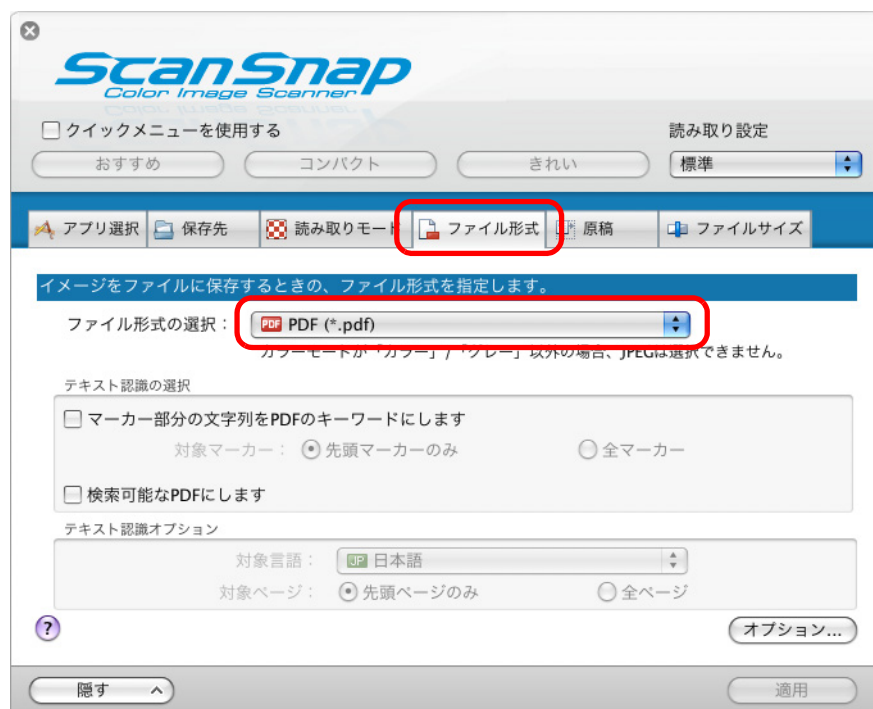 ScanSnap
Color Image Scanner
クイックメニューを使用する
読み取り設定
おすすめ
コンパクト
きれい
標準
アプリ選択
保存先
読み取りモード
ファイル形式
原稿
ファイルサイズ
イメージをファイルに保存するときの、ファイル形式を指定します。
ファイル形式の選択：
PDF PDF (*.pdf)
カラーモードが「カラー」/「グレー」以外の場合、JPEGは選択できません。
テキスト認識の選択
マーカー部分の文字列をPDFのキーワードにします
対象マーカー： 先頭マーカーのみ 全マーカー
検索可能なPDFにします
テキスト認識オプション
対象言語： JP 日本語
対象ページ： 先頭ページのみ 全ページ
?
オプション...
隠す
適用